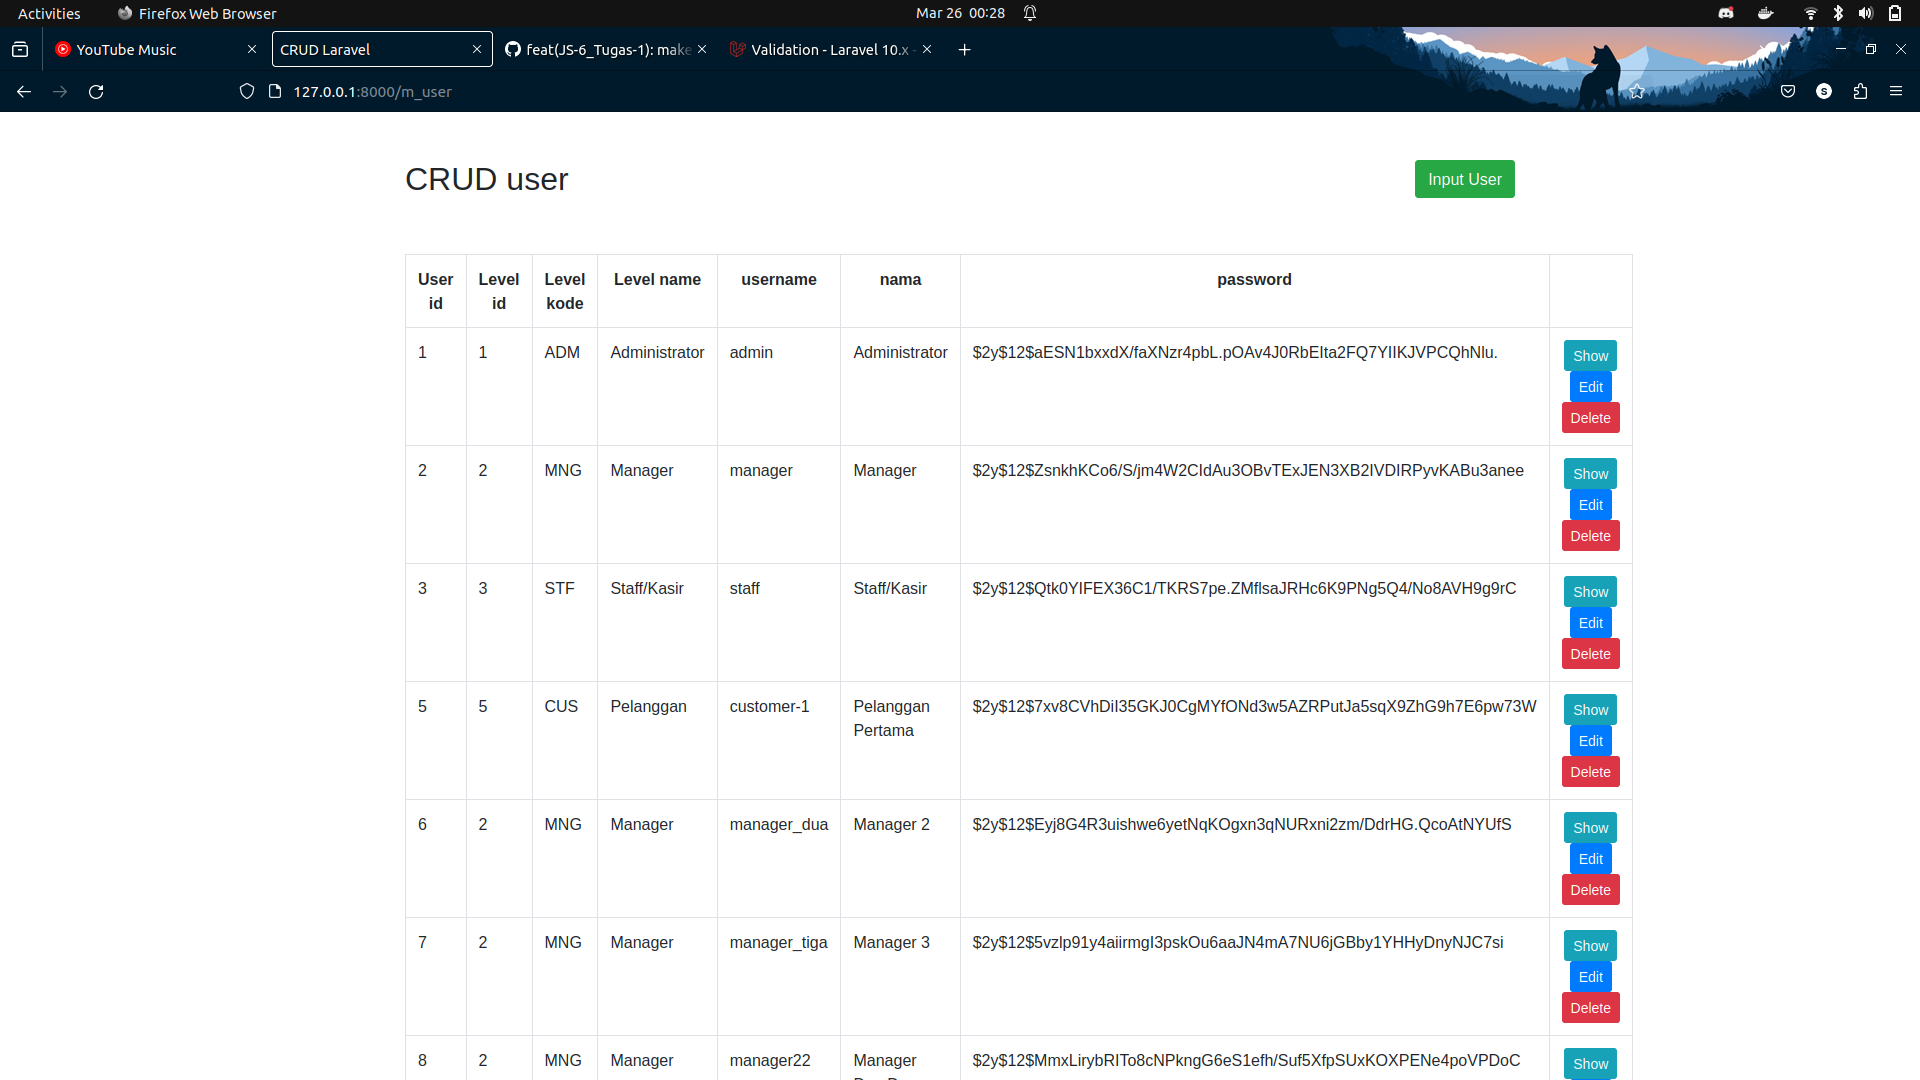 Activities Firefox Web Browser Mar 26 00:28
YouTube Music CRUD Laravel feat(JS-6_Tugas-1): make Validation - Laravel 10.x -
127.0.0.1:8000/m_user
CRUD user Input User
User id Level id Level kode Level name username nama password
1 1 ADM Administrator admin Administrator $2y$12$aESN1bxxdX/faXNzr4pbL.pOAv4J0RbEIta2FQ7YIIKJVPCQhNlu. Show
Edit
Delete
2 2 MNG Manager manager Manager $2y$12$ZsnkhKCo6/S/jm4W2CIdAu3OBvTExJEN3XB2IVDIRPyvKABu3anee Show
Edit
Delete
3 3 STF Staff/Kasir staff Staff/Kasir $2y$12$Qtk0YIFEX36C1/TKRS7pe.ZMflsaJRHc6K9PNg5Q4/No8AVH9g9rC Show
Edit
Delete
5 5 CUS Pelanggan customer-1 Pelanggan Pertama $2y$12$7xv8CVhDiI35GKJ0CgMYfONd3w5AZRPutJa5sqX9ZhG9h7E6pw73W Show
Edit
Delete
6 2 MNG Manager manager_dua Manager 2 $2y$12$Eyj8G4R3uishwe6yetNqKOgxn3qNURxni2zm/DdrHG.QcoAtNYUfS Show
Edit
Delete
7 2 MNG Manager manager_tiga Manager 3 $2y$12$5vzlp91y4aiirmgI3pskOu6aaJN4mA7NU6jGBby1YHHyDnyNJC7si Show
Edit
Delete
8 2 MNG Manager manager22 Manager $2y$12$MmxLirybRITo8cNPkngG6eS1efh/Suf5XfpSUxKOXPENe4poVPDoC Show